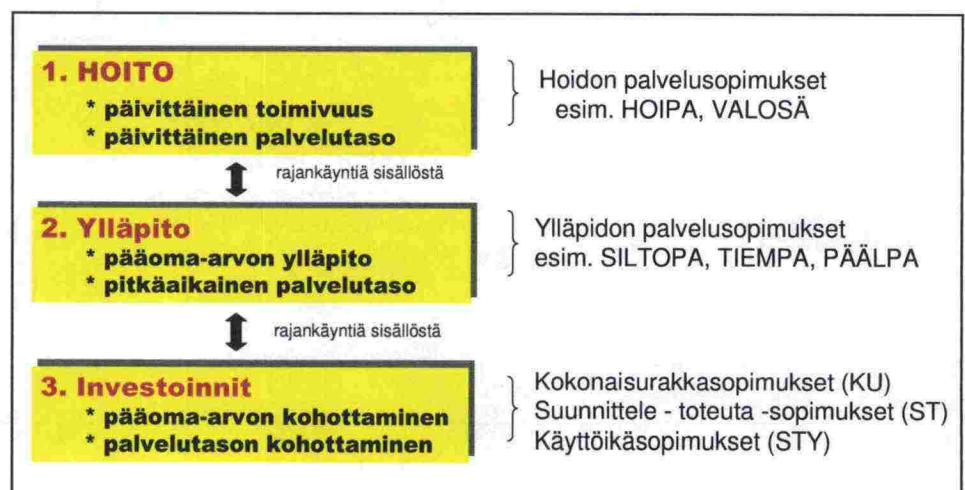 1. HOITO
* päivittäinen toimivuus
* päivittäinen palvelutaso
Hoidon palvelusopimukset
esim. HOIPA, VALOSÄ
rajankäyntiä sisällöstä
2. Ylläpito
* pääoma-arvon ylläpito
* pitkäaikainen palvelutaso
Ylläpidon palvelusopimukset
esim. SILTOPA, TIEMPA, PÄÄLPA
rajankäyntiä sisällöstä
3. Investoinnit
* pääoma-arvon kohottaminen
* palvelutason kohottaminen
Kokonaisurakkasopimukset (KU)
Suunnittele - toteuta -sopimukset (ST)
Käyttöikäsopimukset (STY)